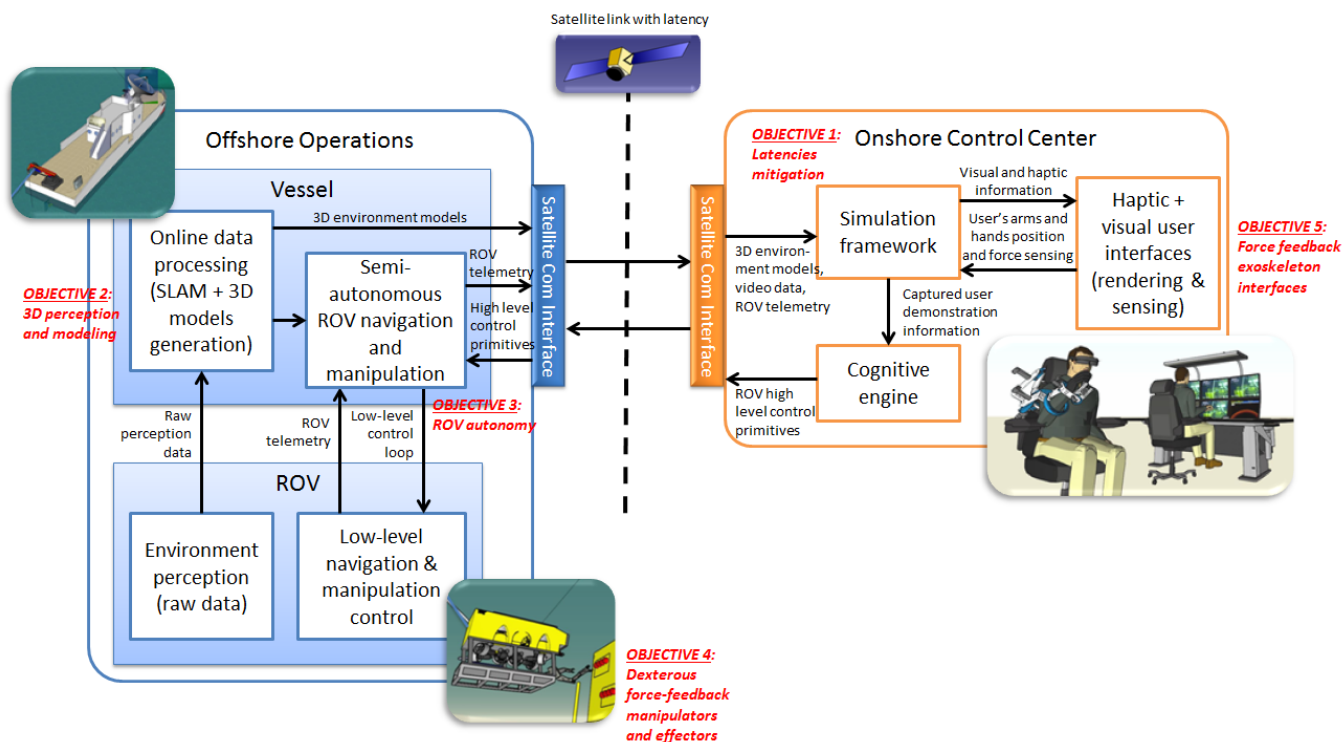 Satellite link with latency
Offshore Operations
Vessel
Online data
processing
(SLAM + 3D
models
generation)
3D environment models
Semi-
autonomous
ROV navigation
and
manipulation
ROV
telemetry
High level
control
primitives
Satellite Com Interface
OBJECTIVE 2:
3D perception
and modeling
OBJECTIVE 3:
ROV autonomy
Raw
perception
data
ROV
telemetry
Low-level
control
loop
ROV
Environment
perception
(raw data)
Low-level
navigation &
manipulation
control
OBJECTIVE 4:
Dexterous
force-feedback
manipulators
and effectors
Onshore Control Center
OBJECTIVE 1:
Latencies
mitigation
Satellite Com Interface
Simulation
framework
Visual and haptic
information
User's arms and
hands position
and force sensing
Haptic +
visual user
interfaces
(rendering &
sensing)
OBJECTIVE 5:
Force feedback
exoskeleton
interfaces
3D environ-
ment models,
video data,
ROV telemetry
Captured user
demonstration
information
Cognitive
engine
ROV high
level control
primitives